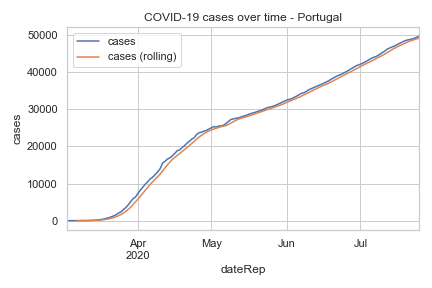 COVID-19 cases over time - Portugal
cases
cases (rolling)
50000
40000
30000
20000
10000
0
cases
Apr
2020
May
Jun
Jul
dateRep